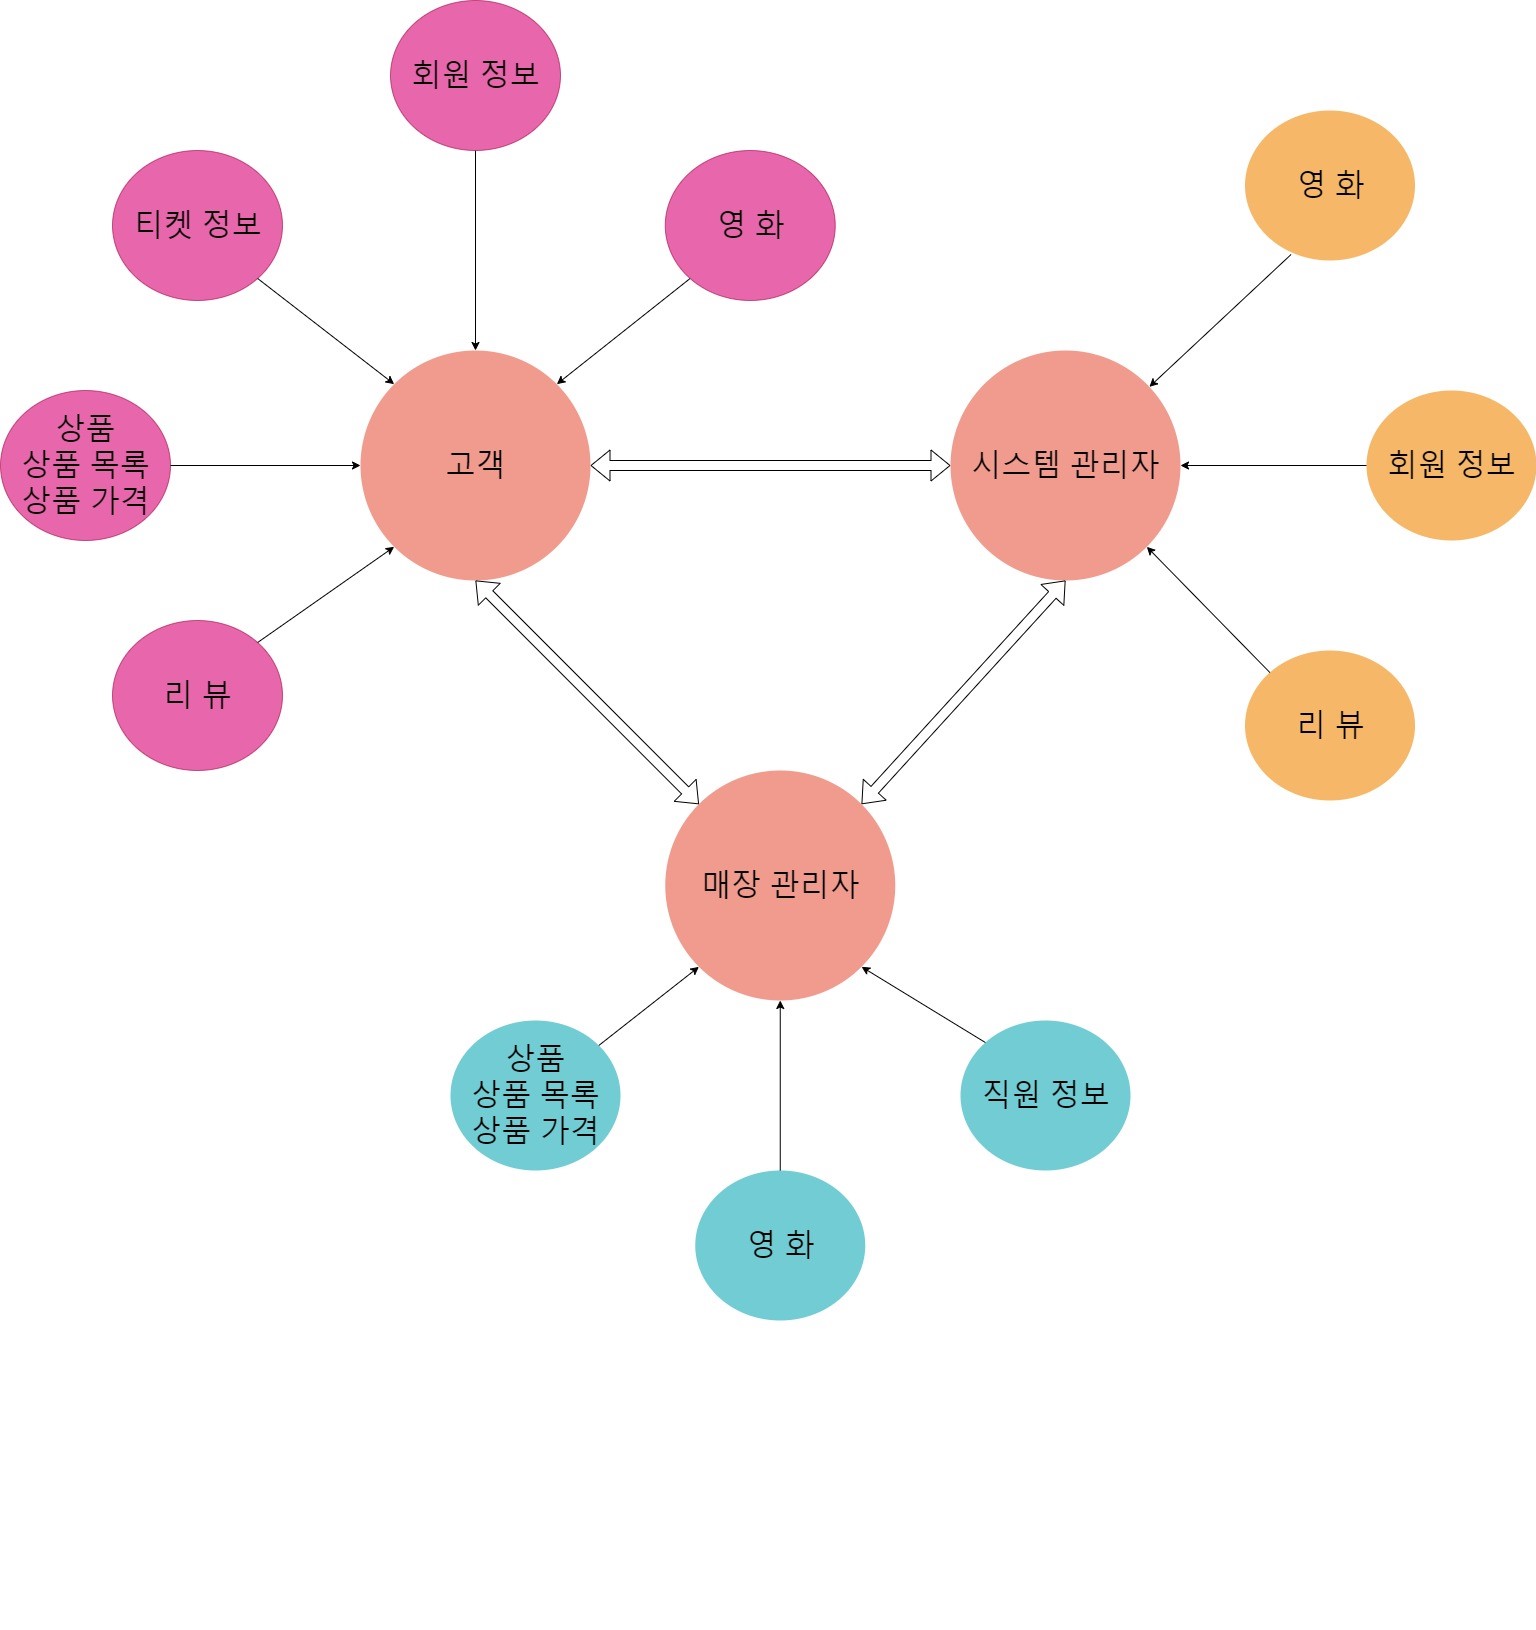 회원 정보
영 화
티켓 정보
영 화
상품
상품 목록
상품 가격
고객
시스템 관리자
회원 정보
리 뷰
리 뷰
매장 관리자
상품
상품 목록
상품 가격
직원 정보
영 화